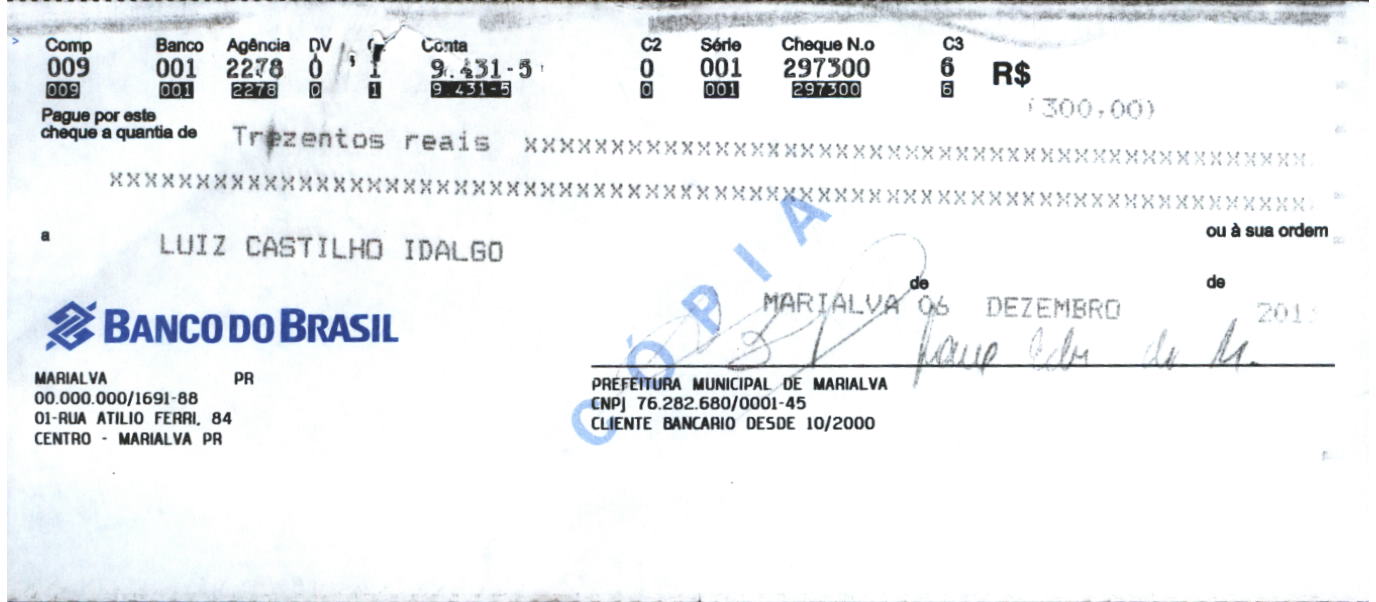 Comp Banco Agência DV Conta C2 Série Cheque N.o C3
009 001 2278 0 1 9.431-5 0 001 297300 6 R$
009 001 2278 0 1 9 431-5 0 001 297300 6
(300,00)
Pague por este
cheque a quantia de Trezentos reais xxxxxxxxxxxxxxxxxxxxxxxxxxxxxxxxxxxxxxxxxxxxxxxxxxxxxx
xxxxxxxxxxxxxxxxxxxxxxxxxxxxxxxxxxxxxxxxxxxxxxxxxxxxxxxxxxxxxxxxxxxxxxxxxxxxxxxxxx
a LUIZ CASTILHO IDALGO ou à sua ordem
CÓPIA
de de
MARIALVA 06 DEZEMBRO 201
BANCO DO BRASIL
MARIALVA PR
00.000.000/1691-88
01-RUA ATILIO FERRI, 84
CENTRO - MARIALVA PR
PREFEITURA MUNICIPAL DE MARIALVA
CNPJ 76.282.680/0001-45
CLIENTE BANCARIO DESDE 10/2000